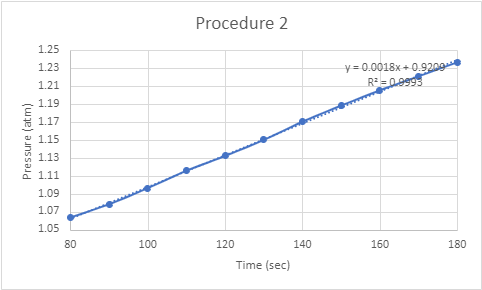 Procedure 2
1.25
1.23
1.21
1.19
1.17
1.15
1.13
1.11
1.09
1.07
1.05
Pressure (atm)
y = 0.0018x + 0.9209
R² = 0.9993
80 100 120 140 160 180
Time (sec)